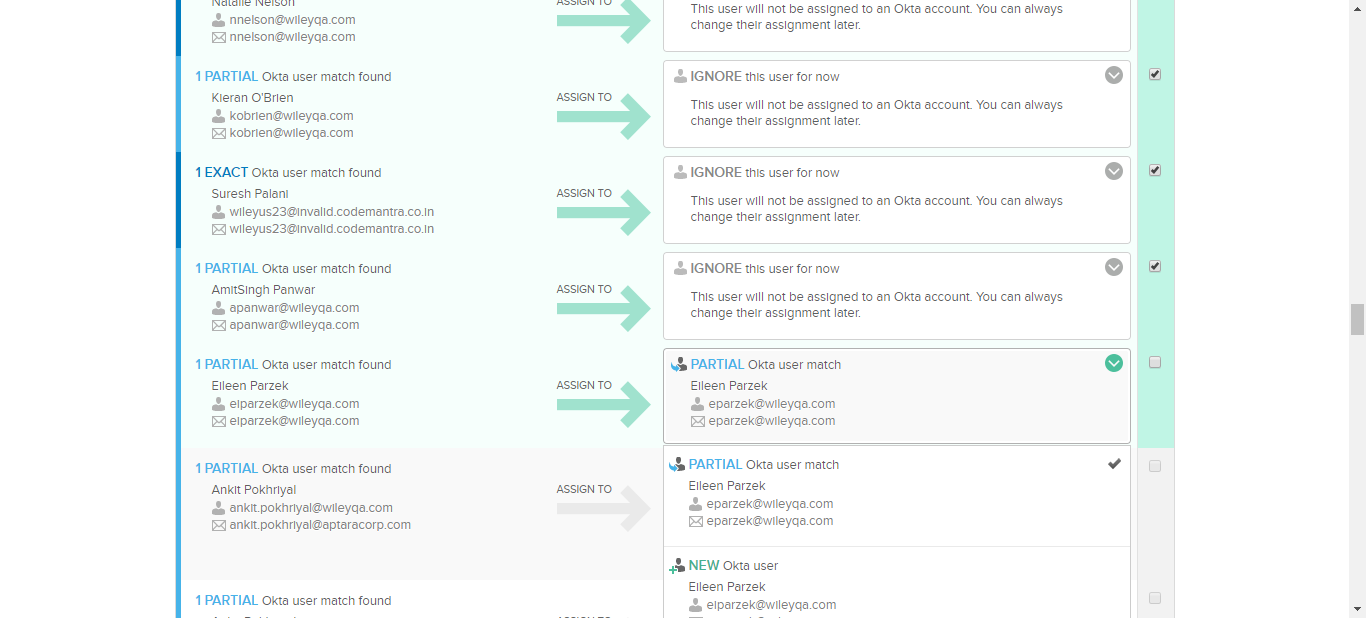 Natalie Nelson
nnelson@wileyqa.com
nnelson@wileyqa.com
ASSIGN TO
This user will not be assigned to an Okta account. You can always
change their assignment later.
1 PARTIAL Okta user match found
Kieran O'Brien
kobrien@wileyqa.com
kobrien@wileyqa.com
ASSIGN TO
IGNORE this user for now
This user will not be assigned to an Okta account. You can always
change their assignment later.
1 EXACT Okta user match found
Suresh Palani
wileyus23@invalid.codemantra.co.in
wileyus23@invalid.codemantra.co.in
ASSIGN TO
IGNORE this user for now
This user will not be assigned to an Okta account. You can always
change their assignment later.
1 PARTIAL Okta user match found
AmitSingh Panwar
apanwar@wileyqa.com
apanwar@wileyqa.com
ASSIGN TO
IGNORE this user for now
This user will not be assigned to an Okta account. You can always
change their assignment later.
1 PARTIAL Okta user match found
Eileen Parzek
eiparzek@wileyqa.com
eiparzek@wileyqa.com
ASSIGN TO
PARTIAL Okta user match
Eileen Parzek
eparzek@wileyqa.com
eparzek@wileyqa.com
1 PARTIAL Okta user match found
Ankit Pokhriyal
ankit.pokhriyal@wileyqa.com
ankit.pokhriyal@aptaracorp.com
ASSIGN TO
PARTIAL Okta user match
Eileen Parzek
eparzek@wileyqa.com
eparzek@wileyqa.com
NEW Okta user
Eileen Parzek
eiparzek@wileyqa.com
1 PARTIAL Okta user match found